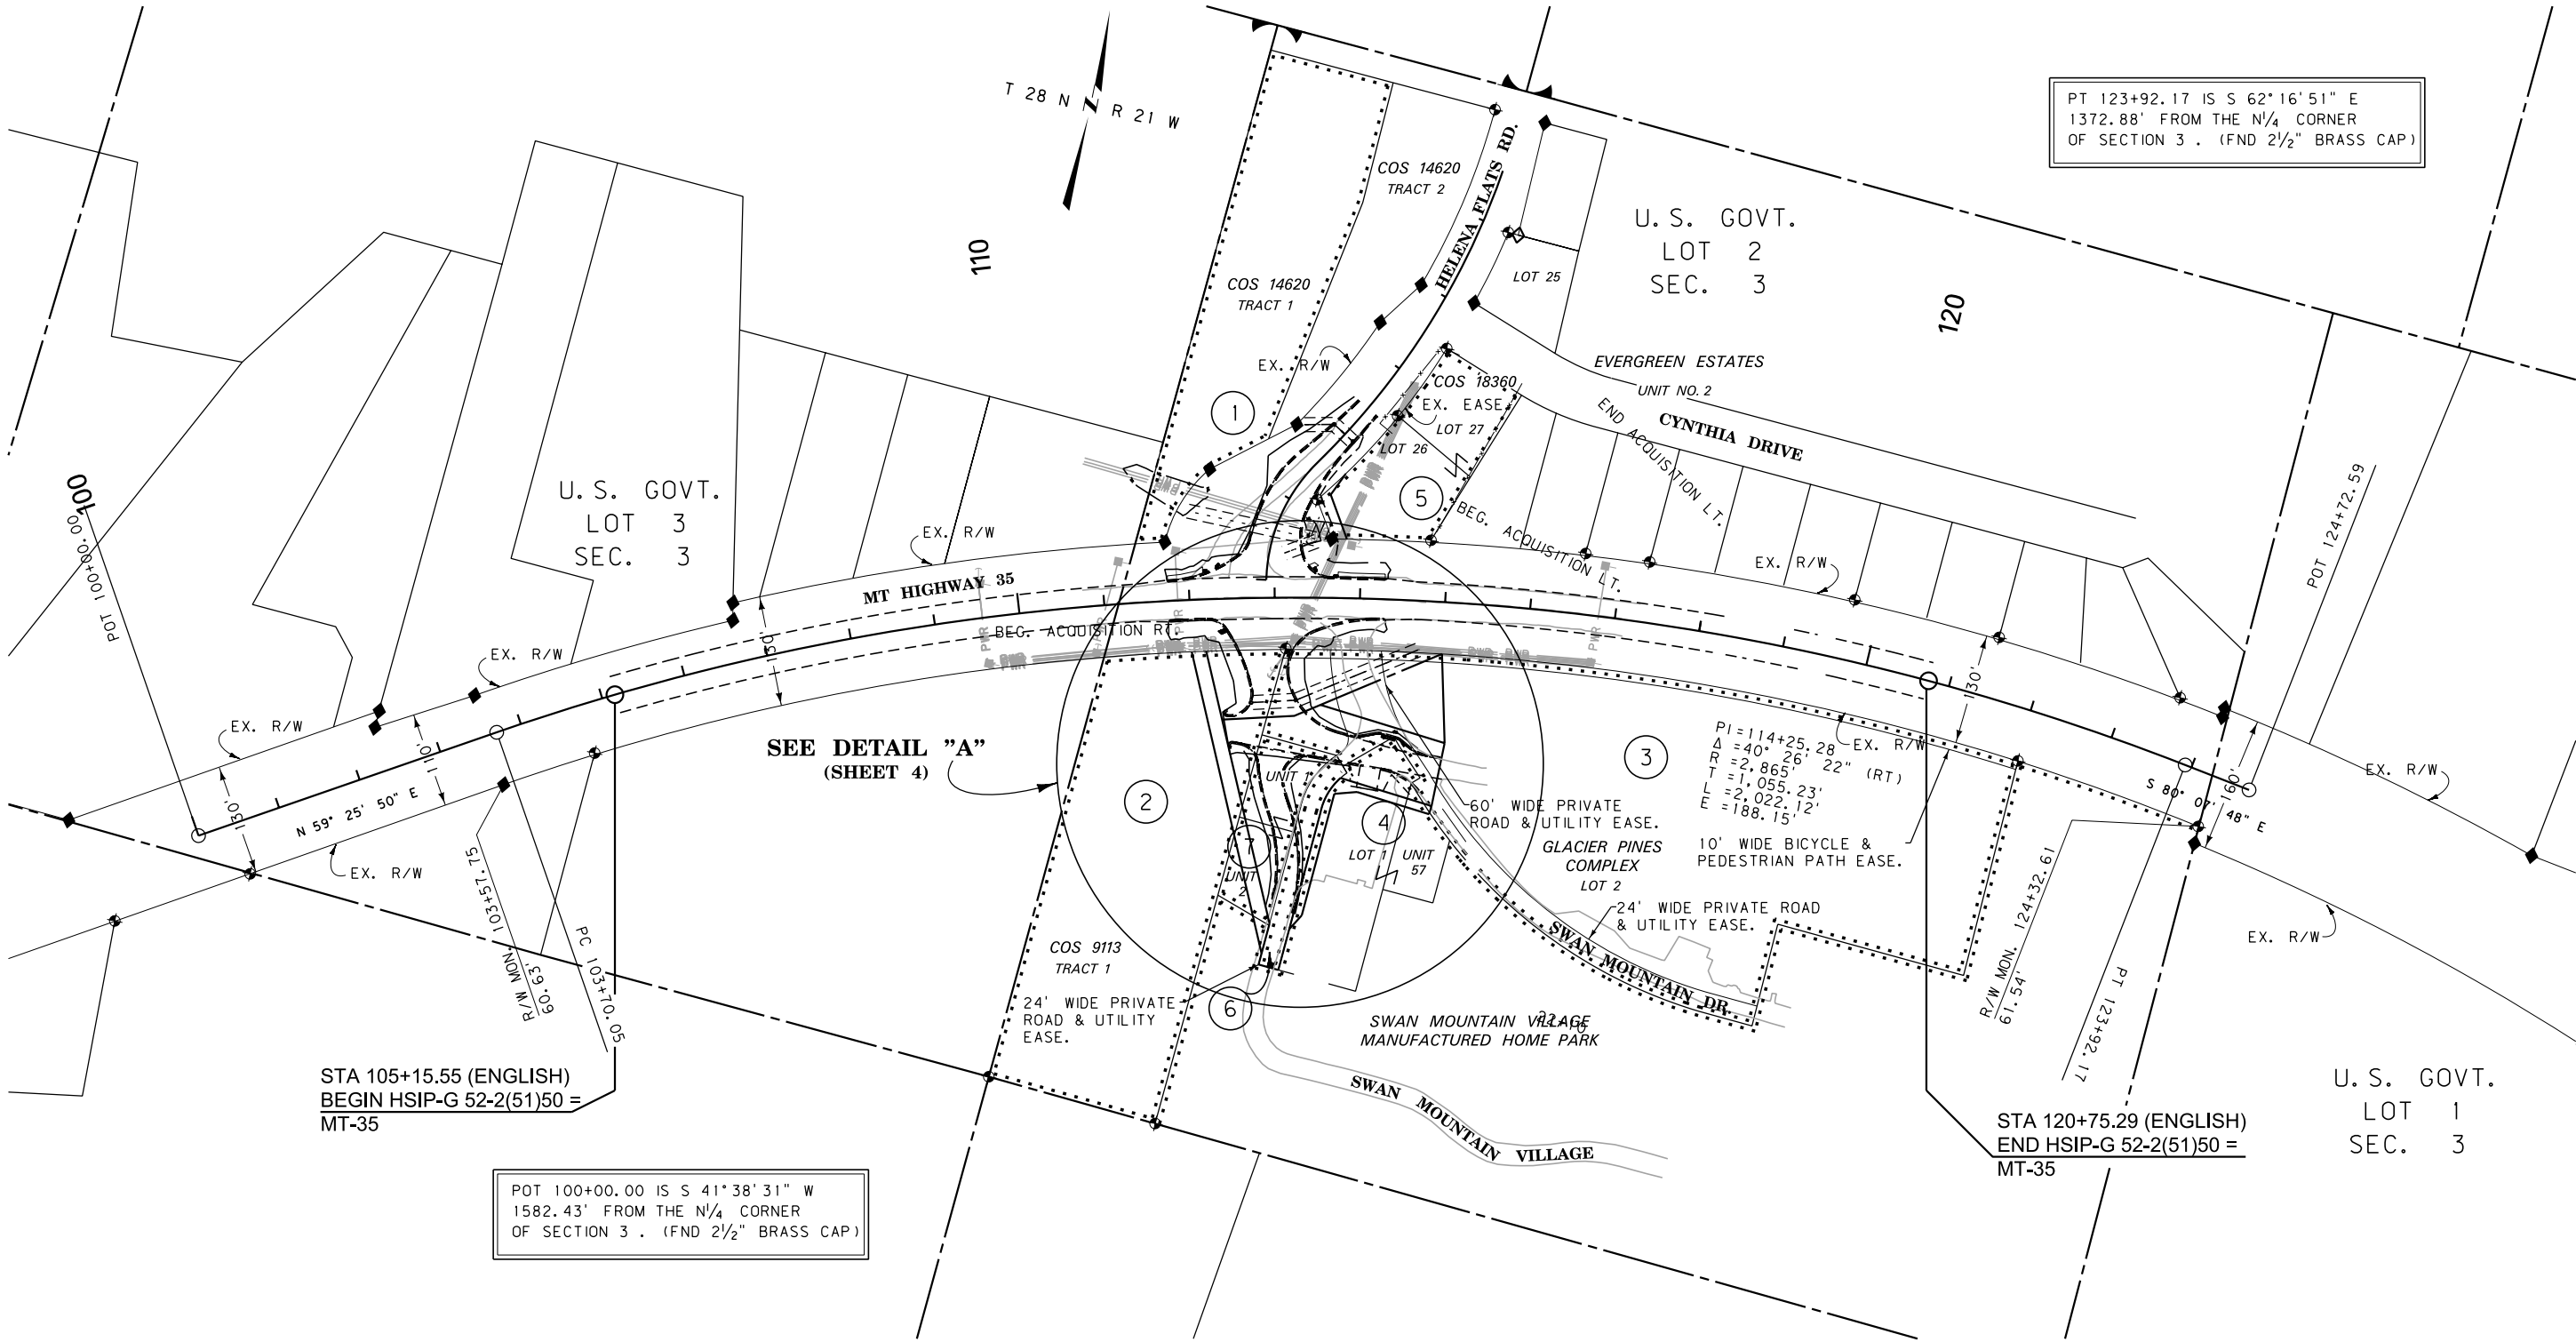 T 28 N R 21 W
PT 123+92.17 IS S 62°16'51" E
1372.88' FROM THE N1/4 CORNER
OF SECTION 3 . (FND 2 1/2" BRASS CAP)
COS 14620
TRACT 2
HELENA FLATS RD.
U.S. GOVT.
LOT 2
SEC. 3
LOT 25
110
COS 14620
TRACT 1
120
EX. R/W
EVERGREEN ESTATES
UNIT NO. 2
COS 18360
EX. EASE.
LOT 27
LOT 26
END ACQUISITION LT.
CYNTHIA DRIVE
1
5
100
POT 100+00.00
U.S. GOVT.
LOT 3
SEC. 3
POT 124+72.59
BEG. ACQUISITION LT.
EX. R/W
EX. R/W
MT HIGHWAY 35
BEG. ACQUISITION RT.
PWR
PWR
PWR
150'
EX. R/W
EX. R/W
110'
130'
N 59° 25' 50" E
EX. R/W
SEE DETAIL "A"
(SHEET 4)
130'
PI =114+25.28
Δ =40° 26' 22" (RT)
R =2,865'
T =1,055.23'
L =2,022.12'
E =188.15'
EX. R/W
3
2
UNIT 1
7
UNIT
2
4
LOT 1
UNIT
57
60' WIDE PRIVATE
ROAD & UTILITY EASE.
GLACIER PINES
COMPLEX
LOT 2
10' WIDE BICYCLE &
PEDESTRIAN PATH EASE.
24' WIDE PRIVATE ROAD
& UTILITY EASE.
S 80° 07' 48" E
160'
EX. R/W
EX. R/W
R/W MON. 103+57.75
60.63'
PC 103+70.05
R/W MON. 124+32.61
61.54'
PT 123+92.17
COS 9113
TRACT 1
24' WIDE PRIVATE
ROAD & UTILITY
EASE.
6
SWAN MOUNTAIN DR.
SWAN MOUNTAIN VILLAGE
MANUFACTURED HOME PARK
SWAN MOUNTAIN VILLAGE
STA 105+15.55 (ENGLISH)
BEGIN HSIP-G 52-2(51)50 =
MT-35
STA 120+75.29 (ENGLISH)
END HSIP-G 52-2(51)50 =
MT-35
U.S. GOVT.
LOT 1
SEC. 3
POT 100+00.00 IS S 41°38'31" W
1582.43' FROM THE N1/4 CORNER
OF SECTION 3 . (FND 2 1/2" BRASS CAP)